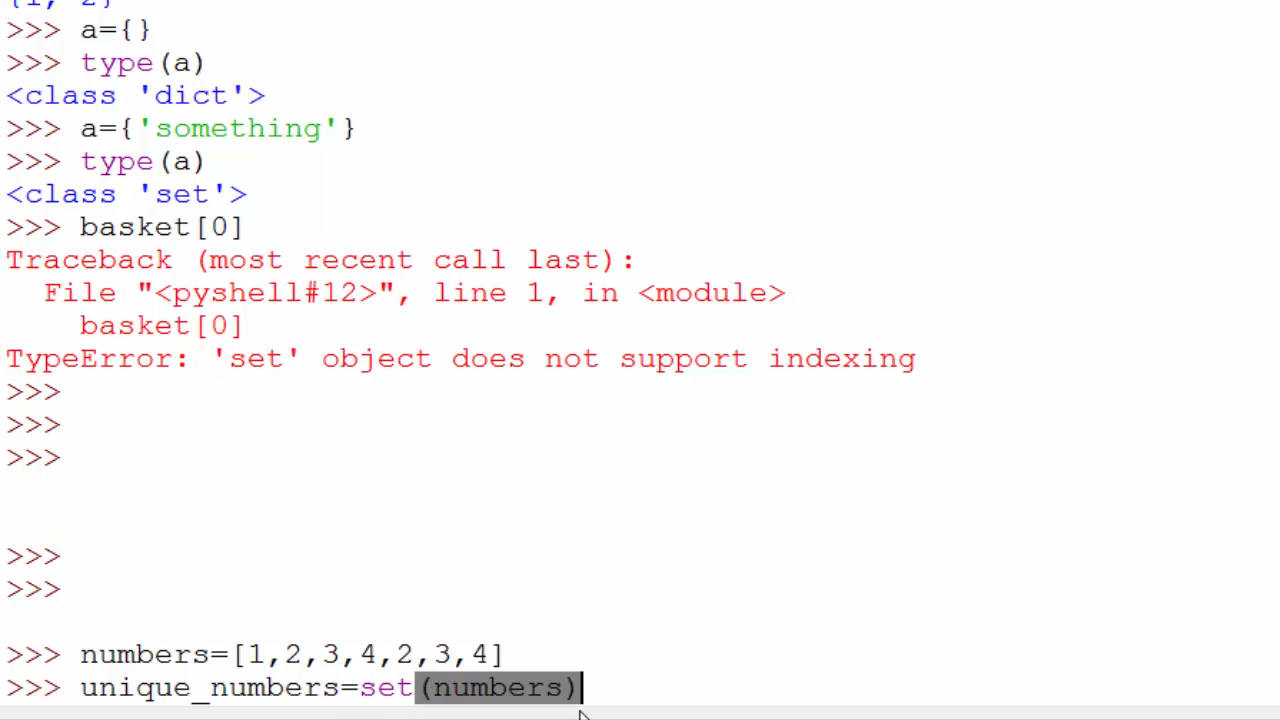 {1, 2}
>>> a={}
>>> type(a)
<class 'dict'>
>>> a={'something'}
>>> type(a)
<class 'set'>
>>> basket[0]
Traceback (most recent call last):
  File "<pyshell#12>", line 1, in <module>
    basket[0]
TypeError: 'set' object does not support indexing
>>>
>>>
>>>
>>>
>>>
>>> numbers=[1,2,3,4,2,3,4]
>>> unique_numbers=set(numbers)